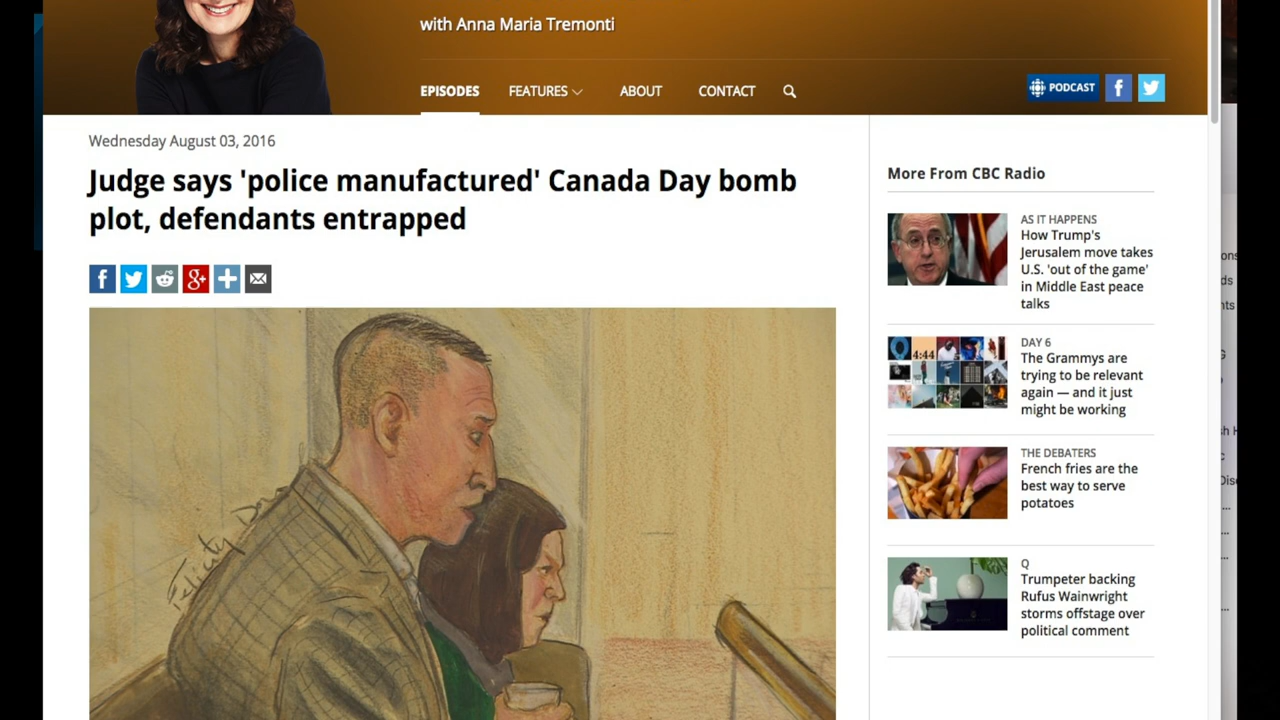 with Anna Maria Tremonti
EPISODES
FEATURES
ABOUT
CONTACT
PODCAST
f
Wednesday August 03, 2016
Judge says 'police manufactured' Canada Day bomb
plot, defendants entrapped
f
g+
Felicity
More From CBC Radio
AS IT HAPPENS
How Trump's
Jerusalem move takes
U.S. 'out of the game'
in Middle East peace
talks
4:44
DAY 6
The Grammys are
trying to be relevant
again — and it just
might be working
THE DEBATERS
French fries are the
best way to serve
potatoes
Q
Trumpeter backing
Rufus Wainwright
storms offstage over
political comment